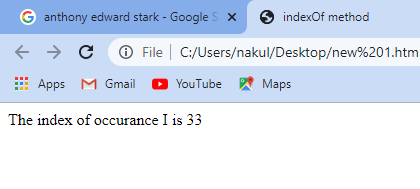 anthony edward stark - Google S
indexOf method
File | C:/Users/nakul/Desktop/new%201.htm
Apps Gmail YouTube Maps
The index of occurance I is 33